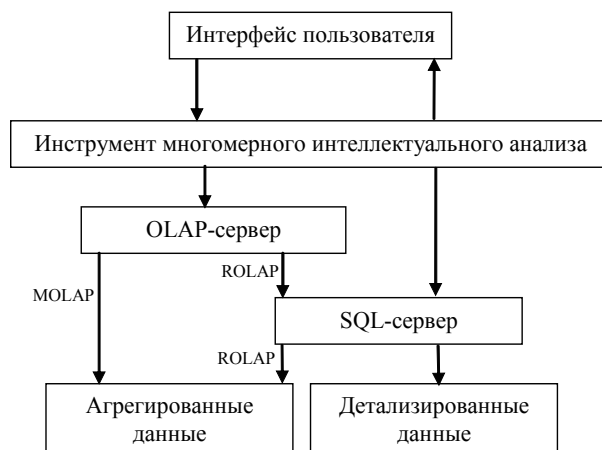 Интерфейс пользователя
Инструмент многомерного интеллектуального анализа
OLAP-сервер
ROLAP
MOLAP
SQL-сервер
ROLAP
Агрегированные
данные
Детализированные
данные